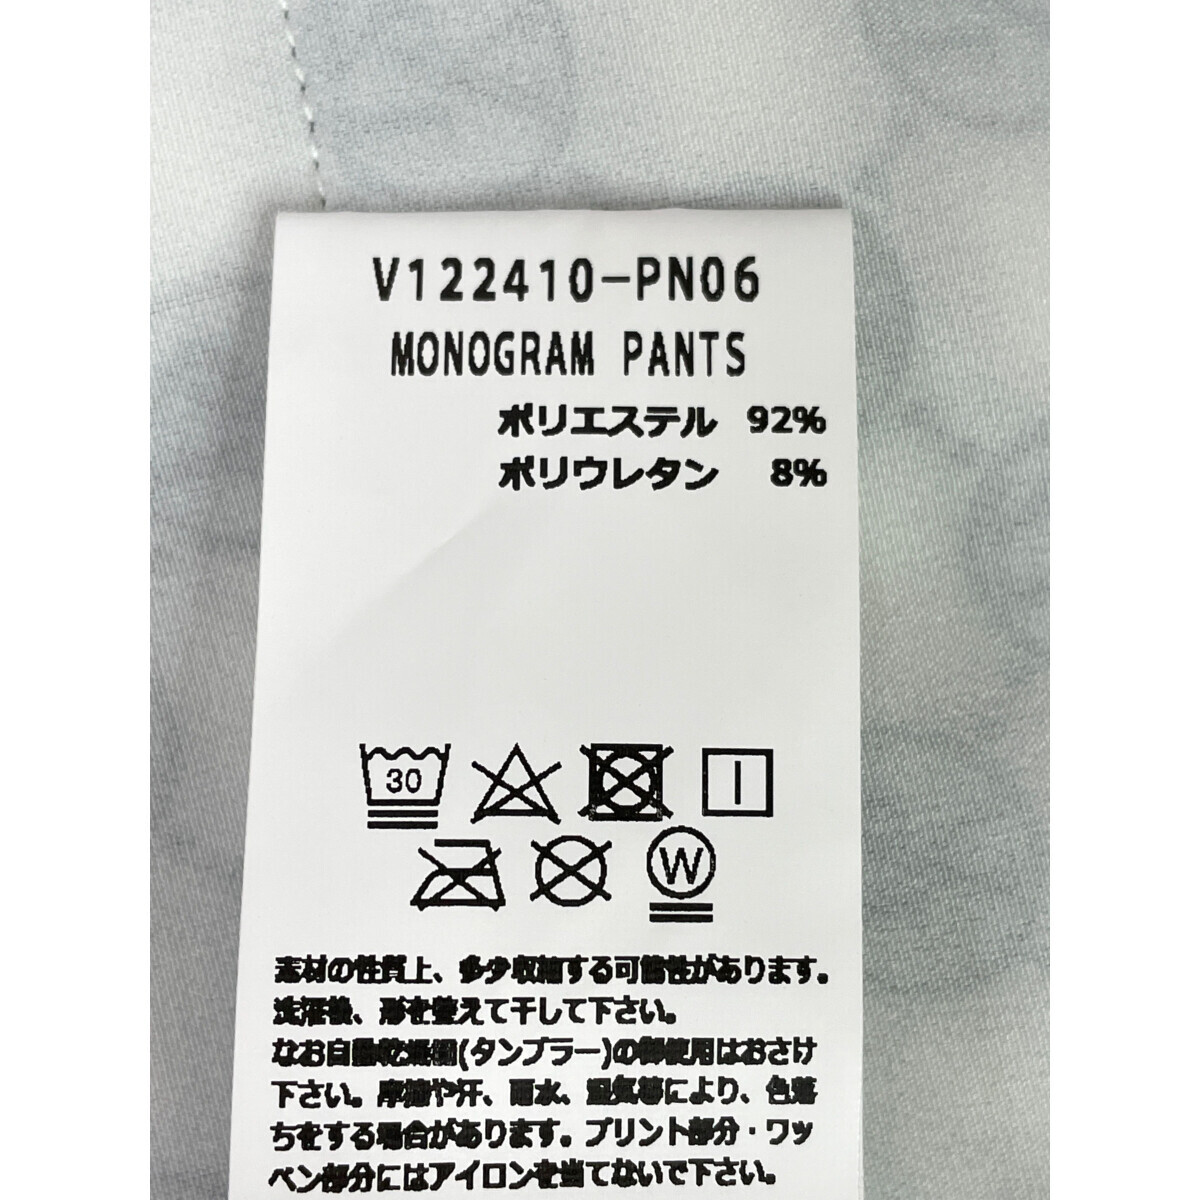 V122410-PN06
MONOGRAM PANTS
ポリエステル 92%
ポリウレタン 8%
30
W
素材の性質上、多少収縮する可能性があります。
洗濯後、形を整えて干して下さい。
なお自動乾燥機(タンブラー)の御使用はおさけ
下さい。摩擦や汗、雨水、湿気等により、色落
ちをする場合があります。プリント部分・ワッ
ペン部分にはアイロンを当てないで下さい。